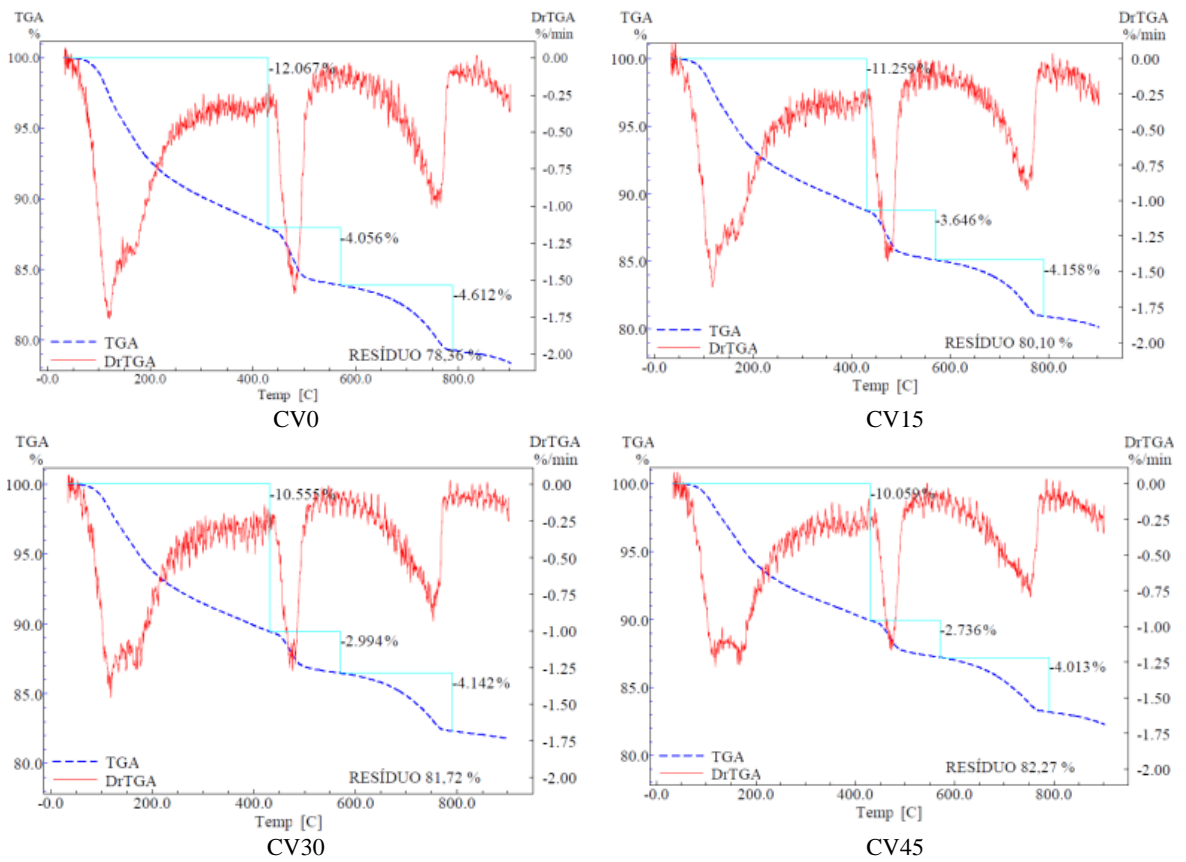 TGA
%
DrTGA
%/min
100.0
95.0
90.0
85.0
80.0
0.00
-0.25
-0.50
-0.75
-1.00
-1.25
-1.50
-1.75
-2.00
-12.067%
-4.056%
-4.612%
TGA
DrTGA
RESÍDUO 78,36 %
-0.0 200.0 400.0 600.0 800.0
Temp [C]
CV0
TGA
%
DrTGA
%/min
100.0
95.0
90.0
85.0
80.0
0.00
-0.25
-0.50
-0.75
-1.00
-1.25
-1.50
-1.75
-2.00
-11.259%
-3.646%
-4.158%
TGA
DrTGA
RESÍDUO 80,10 %
-0.0 200.0 400.0 600.0 800.0
Temp [C]
CV15
TGA
%
DrTGA
%/min
100.0
95.0
90.0
85.0
80.0
0.00
-0.25
-0.50
-0.75
-1.00
-1.25
-1.50
-1.75
-2.00
-10.555%
-2.994%
-4.142%
TGA
DrTGA
RESÍDUO 81,72 %
-0.0 200.0 400.0 600.0 800.0
Temp [C]
CV30
TGA
%
DrTGA
%/min
100.0
95.0
90.0
85.0
80.0
0.00
-0.25
-0.50
-0.75
-1.00
-1.25
-1.50
-1.75
-2.00
-10.059%
-2.736%
-4.013%
TGA
DrTGA
RESÍDUO 82,27 %
-0.0 200.0 400.0 600.0 800.0
Temp [C]
CV45